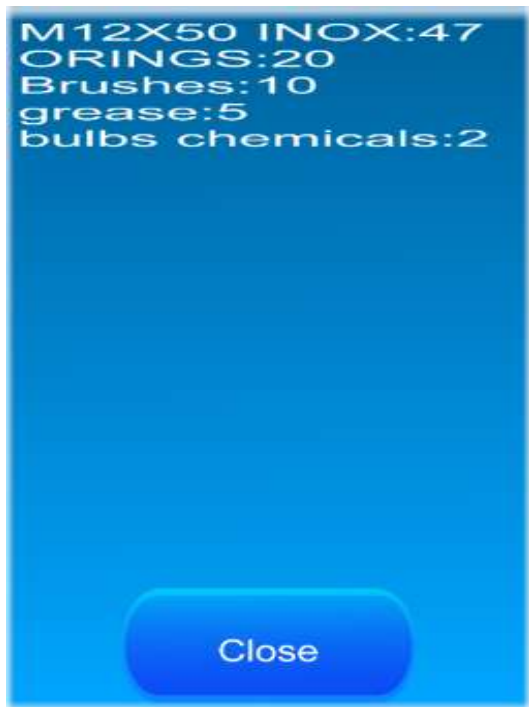 M12X50 INOX:47
ORINGS:20
Brushes:10
grease:5
bulbs chemicals:2
Close